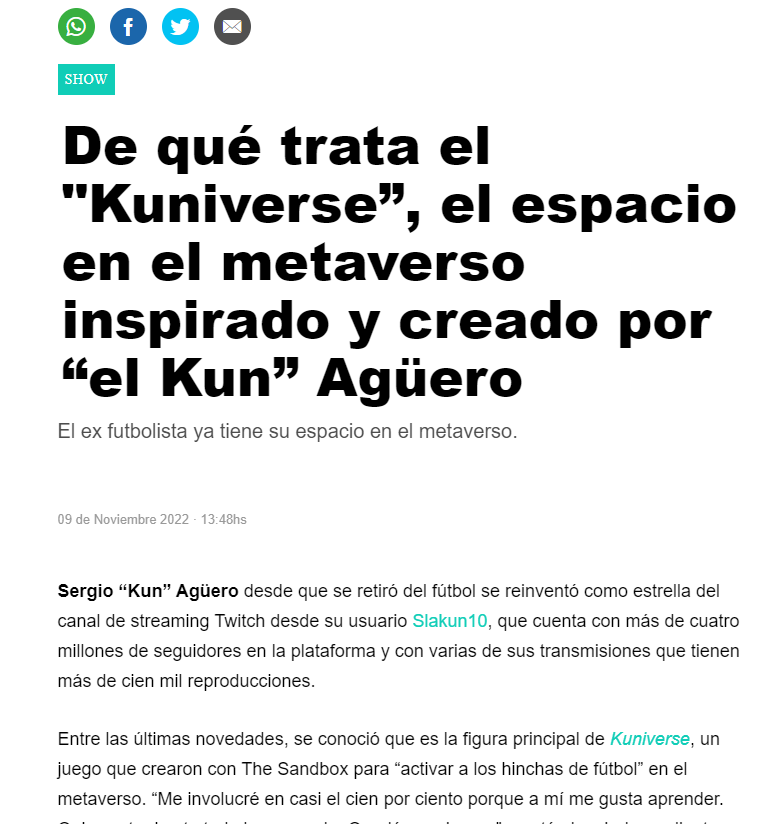 SHOW
De qué trata el
"Kuniverse”, el espacio
en el metaverso
inspirado y creado por
“el Kun” Agüero
El ex futbolista ya tiene su espacio en el metaverso.
09 de Noviembre 2022 · 13:48hs
Sergio “Kun” Agüero desde que se retiró del fútbol se reinventó como estrella del
canal de streaming Twitch desde su usuario Slakun10, que cuenta con más de cuatro
millones de seguidores en la plataforma y con varias de sus transmisiones que tienen
más de cien mil reproducciones.
Entre las últimas novedades, se conoció que es la figura principal de Kuniverse, un
juego que crearon con The Sandbox para “activar a los hinchas de fútbol” en el
metaverso. “Me involucré en casi el cien por ciento porque a mí me gusta aprender.